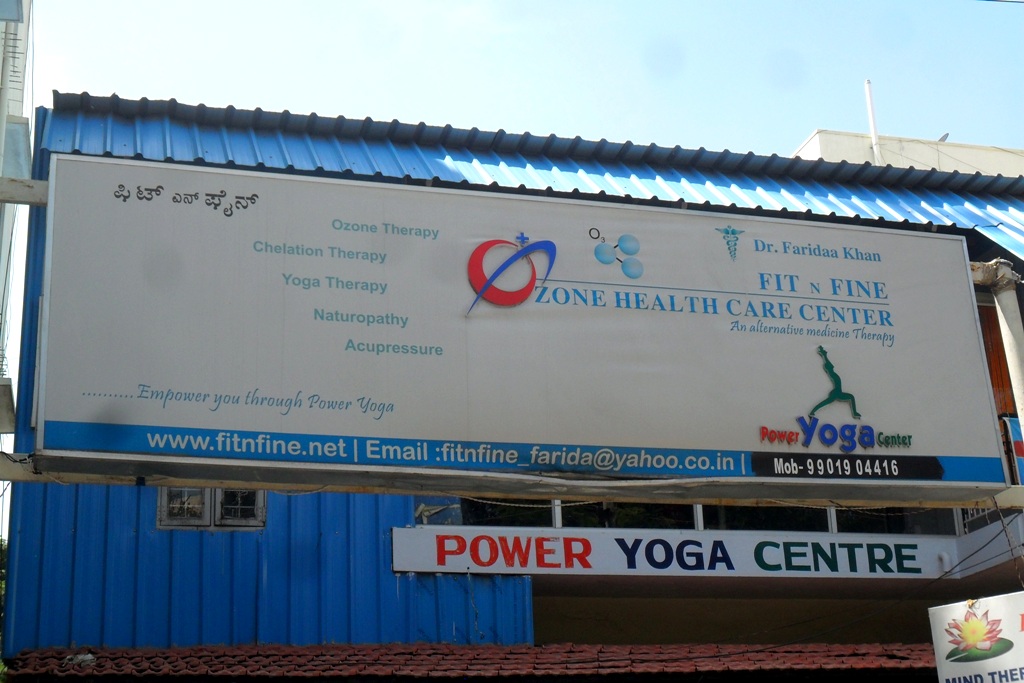 ಫಿಟ್ ಎನ್ ಫೈನ್
Ozone Therapy
Chelation Therapy
Yoga Therapy
Naturopathy
Acupressure
..........Empower you through Power Yoga
O3
Dr. Faridaa Khan
FIT N FINE
OZONE HEALTH CARE CENTER
An alternative medicine Therapy
Power Yoga Center
www.fitnfine.net | Email :fitnfine_farida@yahoo.co.in |
Mob- 99019 04416
POWER YOGA CENTRE
MIND